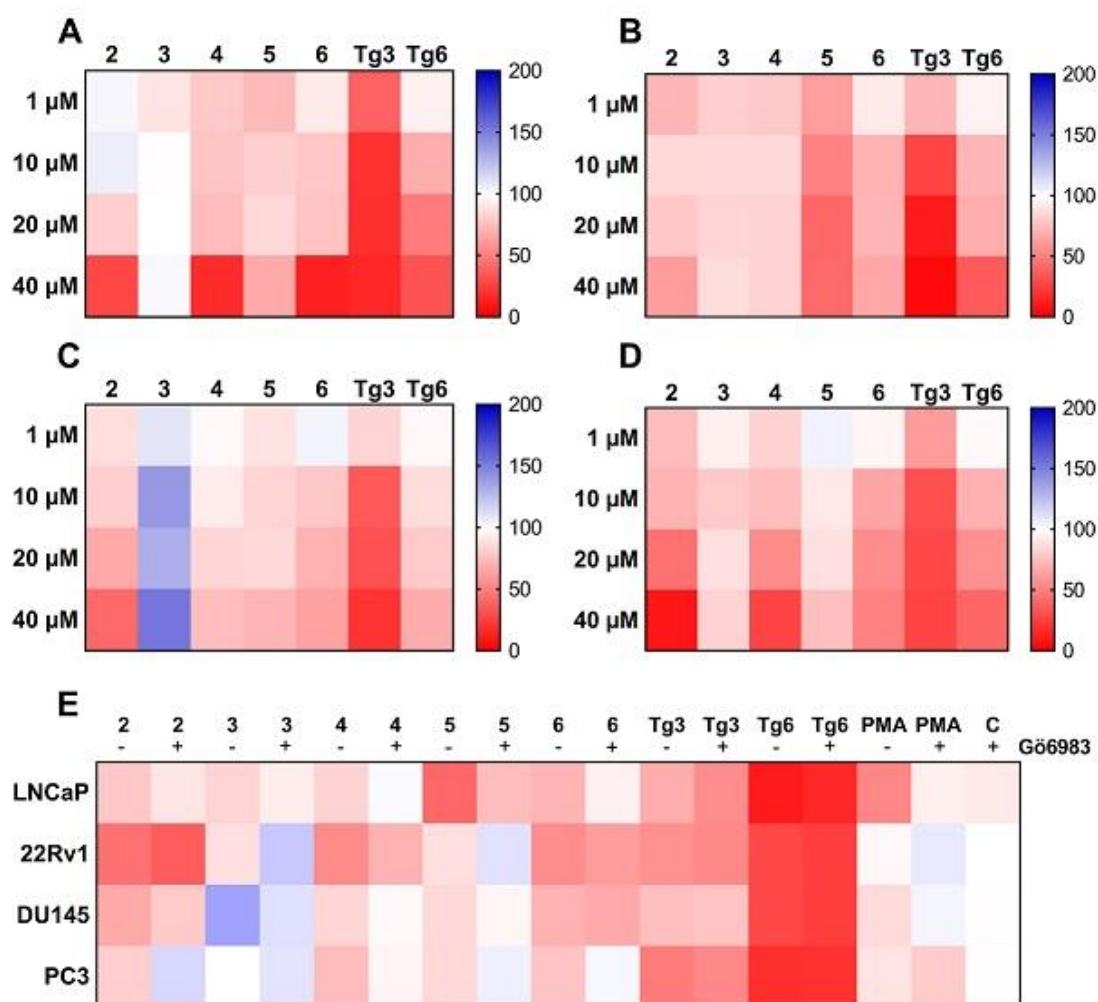 A
2 3 4 5 6 Tg3 Tg6
1 µM
10 µM
20 µM
40 µM
200
150
100
50
0
B
2 3 4 5 6 Tg3 Tg6
1 µM
10 µM
20 µM
40 µM
200
150
100
50
0
C
2 3 4 5 6 Tg3 Tg6
1 µM
10 µM
20 µM
40 µM
200
150
100
50
0
D
2 3 4 5 6 Tg3 Tg6
1 µM
10 µM
20 µM
40 µM
200
150
100
50
0
E
2 2 3 3 4 4 5 5 6 6 Tg3 Tg3 Tg6 Tg6 PMA PMA C
- + - + - + - + - + - + - + - + + Gö6983
LNCaP
22Rv1
DU145
PC3